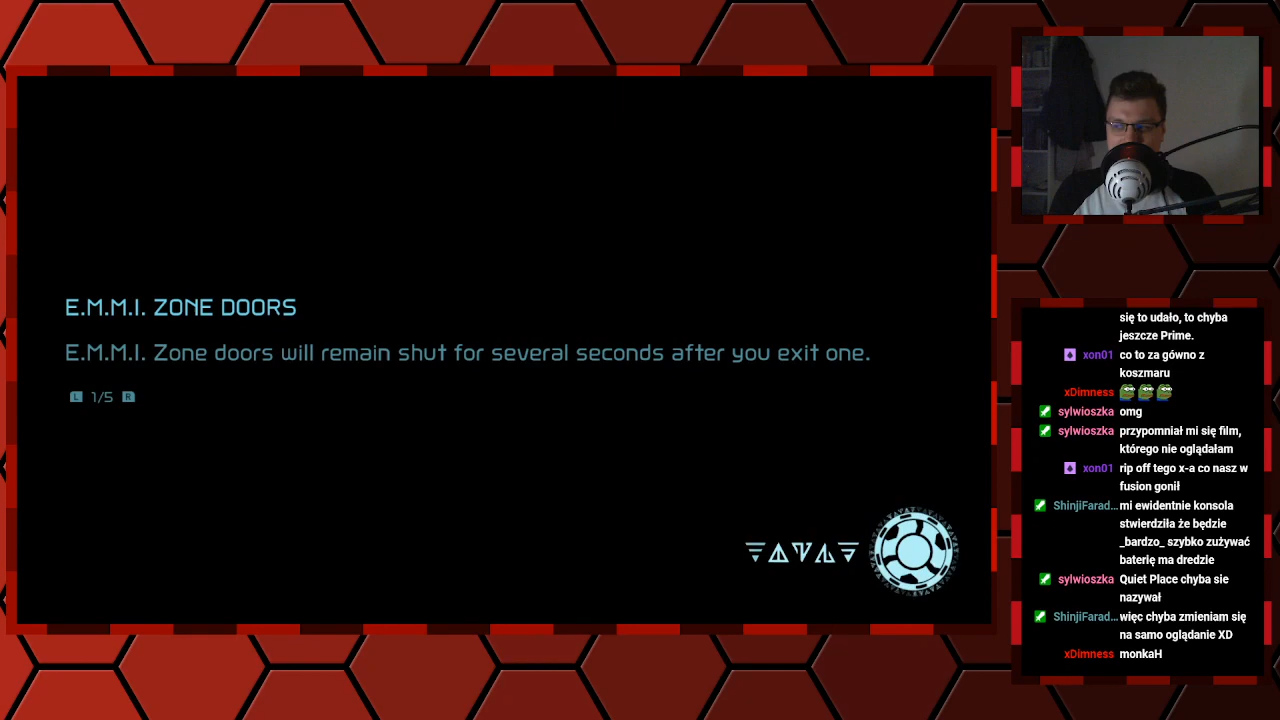 E.M.M.I. ZONE DOORS
E.M.M.I. Zone doors will remain shut for several seconds after you exit one.
L 1/5 R
się to udało, to chyba
jeszcze Prime.
xon01 co to za gówno z
koszmaru
xDimness
sylwioszka omg
sylwioszka przypomniał mi się film,
którego nie oglądałam
xon01 rip off tego x-a co nasz w
fusion gonił
ShinjiFarad... mi ewidentnie konsola
stwierdziła że będzie
_bardzo_ szybko zużywać
baterię ma dredzie
sylwioszka Quiet Place chyba sie
nazywał
ShinjiFarad... więc chyba zmieniam się
na samo oglądanie XD
xDimness monkaH